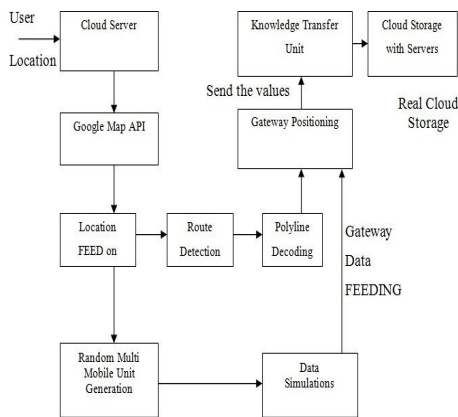 User
Location
Cloud Server
Google Map API
Location
FEED on
Route
Detection
Polyline
Decoding
Random Multi
Mobile Unit
Generation
Data
Simulations
Gateway
Data
FEEDING
Gateway Positioning
Send the values
Knowledge Transfer
Unit
Cloud Storage
with Servers
Real Cloud
Storage